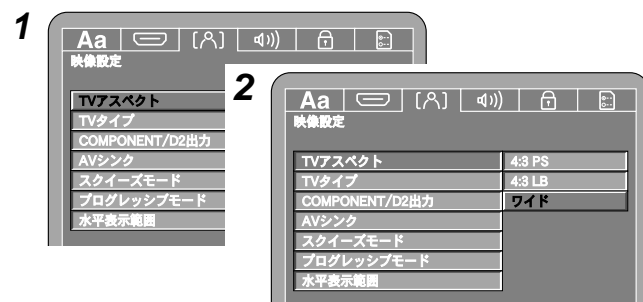 1
Aa
映像設定
TVアスペクト
TVタイプ
COMPONENT/D2出力
AVシンク
スクイーズモード
プログレッシブモード
水平表示範囲
2
Aa
映像設定
TVアスペクト 4:3 PS
TVタイプ 4:3 LB
COMPONENT/D2出力 ワイド
AVシンク
スクイーズモード
プログレッシブモード
水平表示範囲